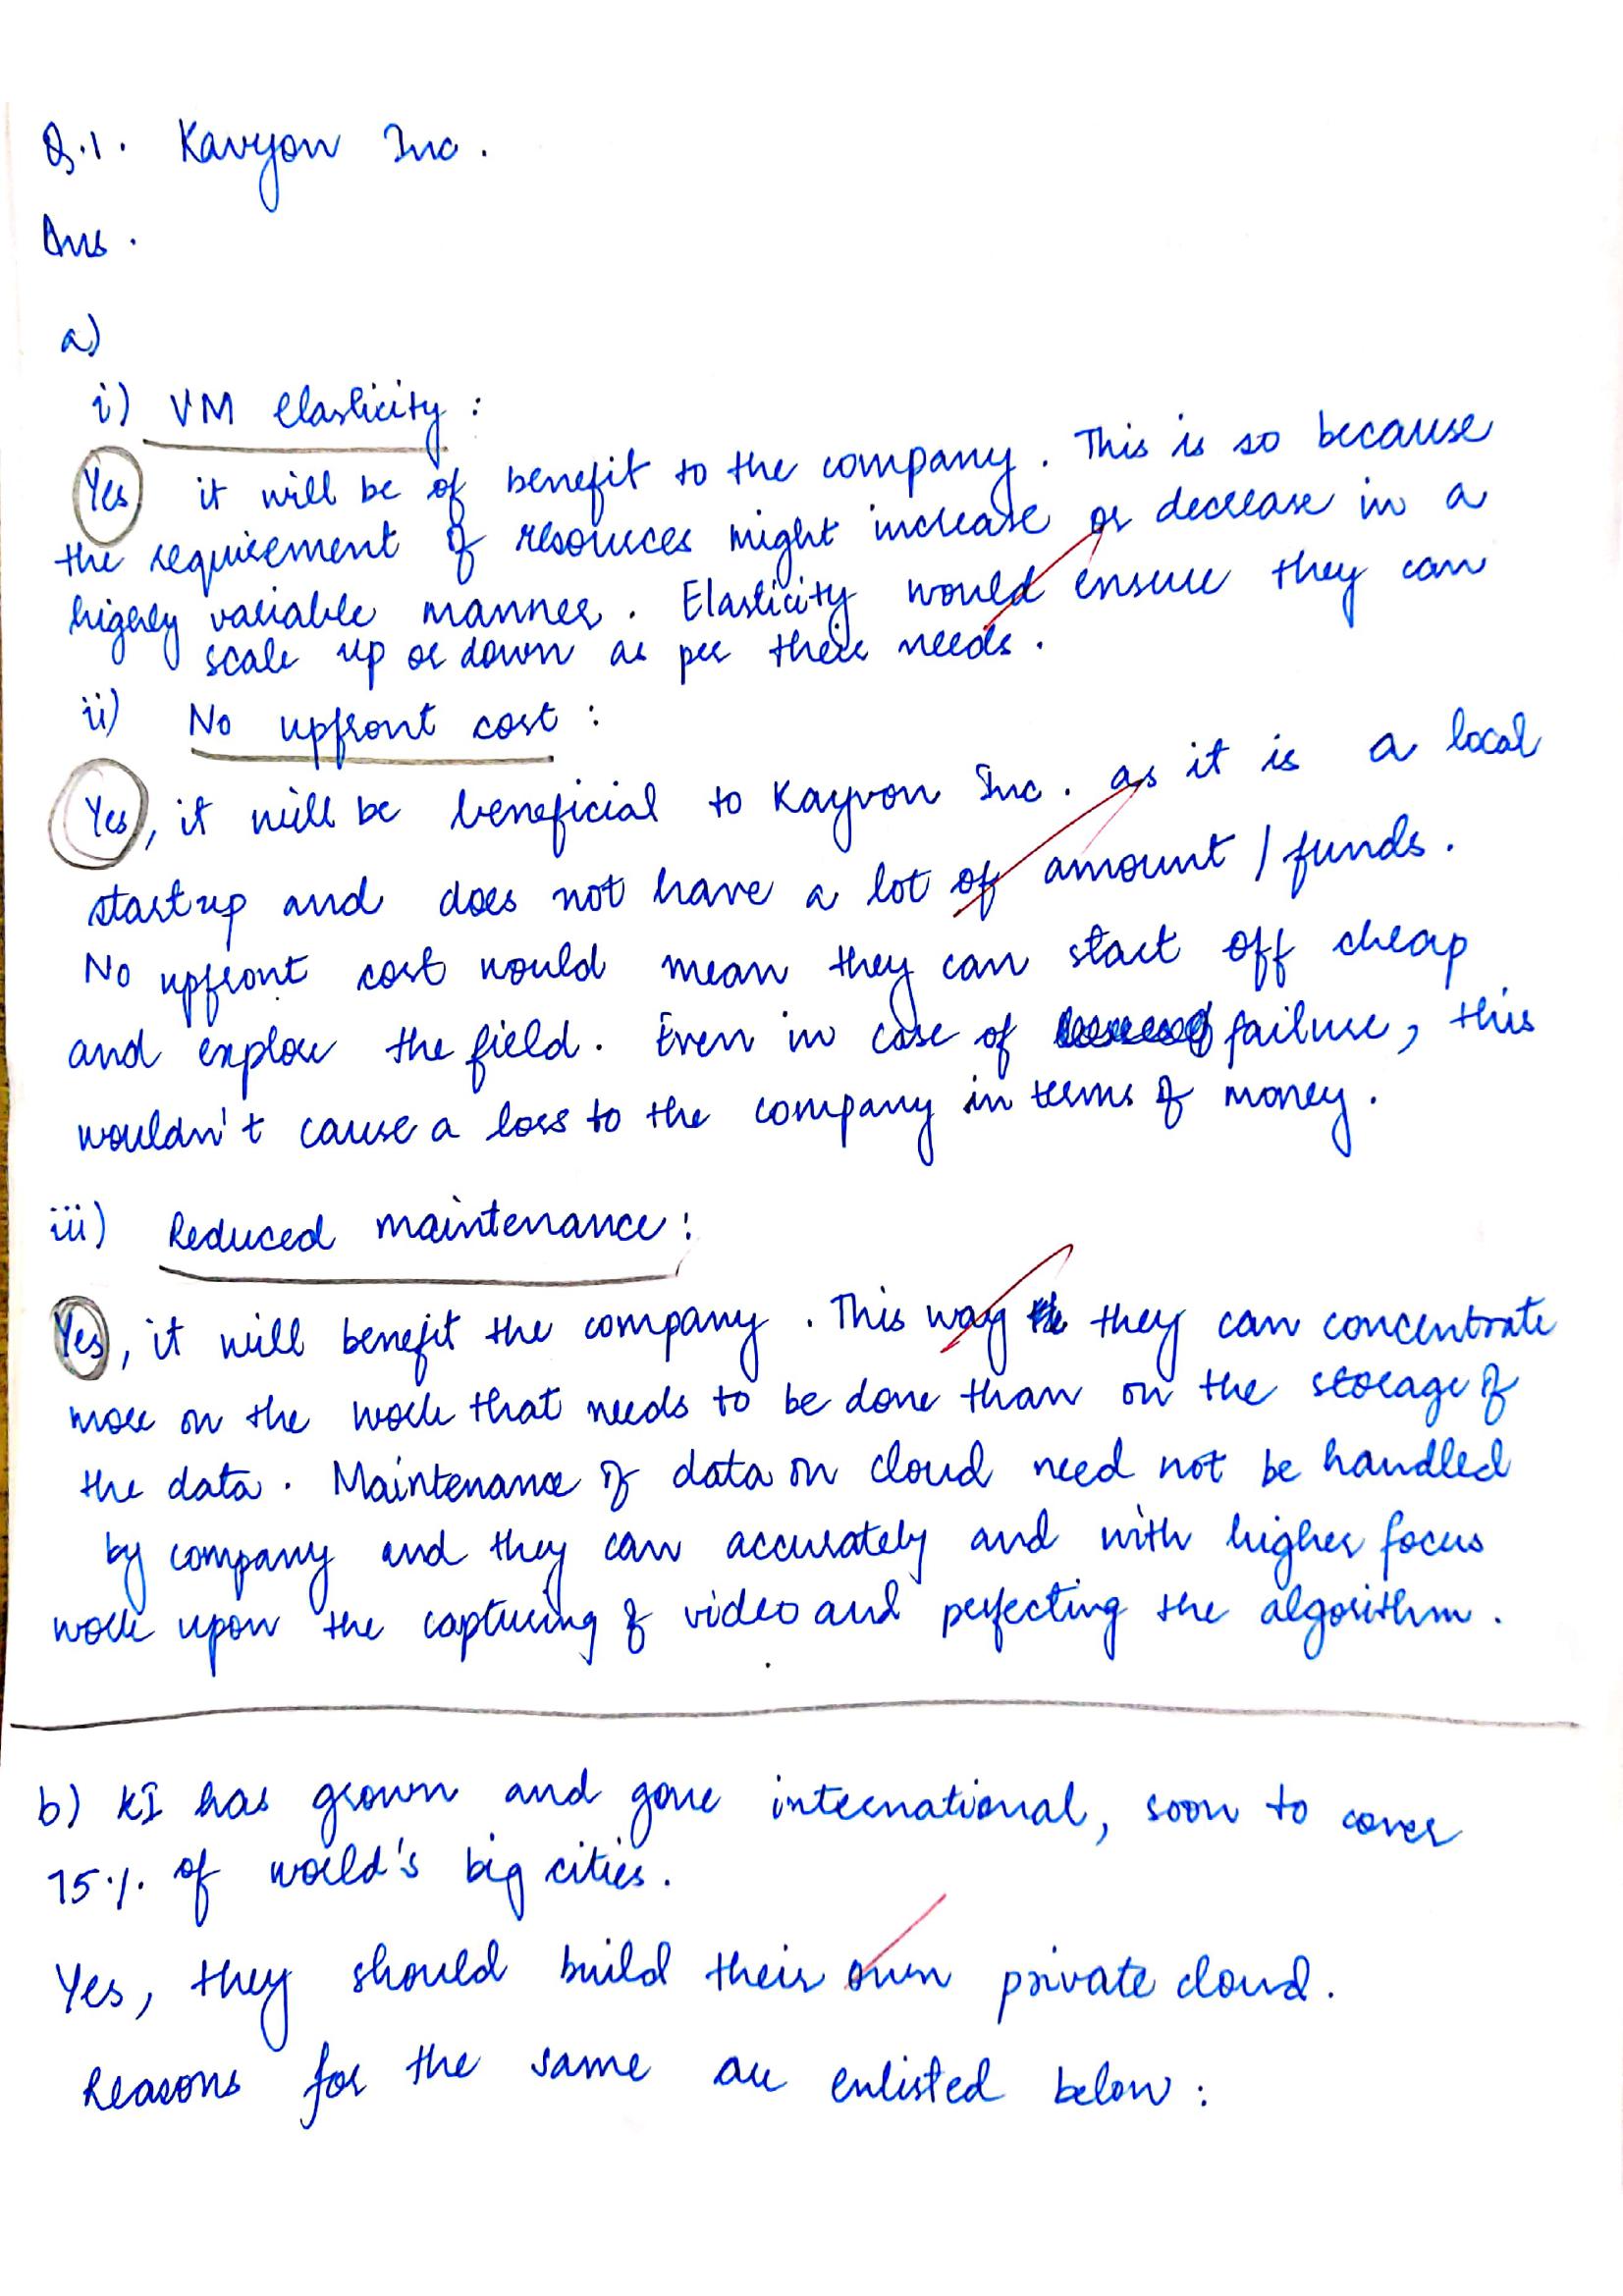 Q.1. Kavyon Inc.
Ans.
a)
i) VM elasticity:
Yes it will be of benefit to the company. This is so because
the requirement of resources might increase or decrease in a
highly variable manner. Elasticity would ensure they can
scale up or down as per their needs.
ii) No upfront cost:
Yes, it will be beneficial to Kayvon Inc. as it is a local
startup and does not have a lot of amount / funds.
No upfront cost would mean they can start off cheap
and explore the field. Even in case of failure, this
wouldn't cause a loss to the company in terms of money.
iii) Reduced maintenance:
Yes, it will benefit the company. This way they can concentrate
more on the work that needs to be done than on the storage of
the data. Maintenance of data on cloud need not be handled
by company and they can accurately and with higher focus
work upon the capturing of video and perfecting the algorithm.
b) KI has grown and gone international, soon to cover
75% of world's big cities.
Yes, they should build their own private cloud.
Reasons for the same are enlisted below: